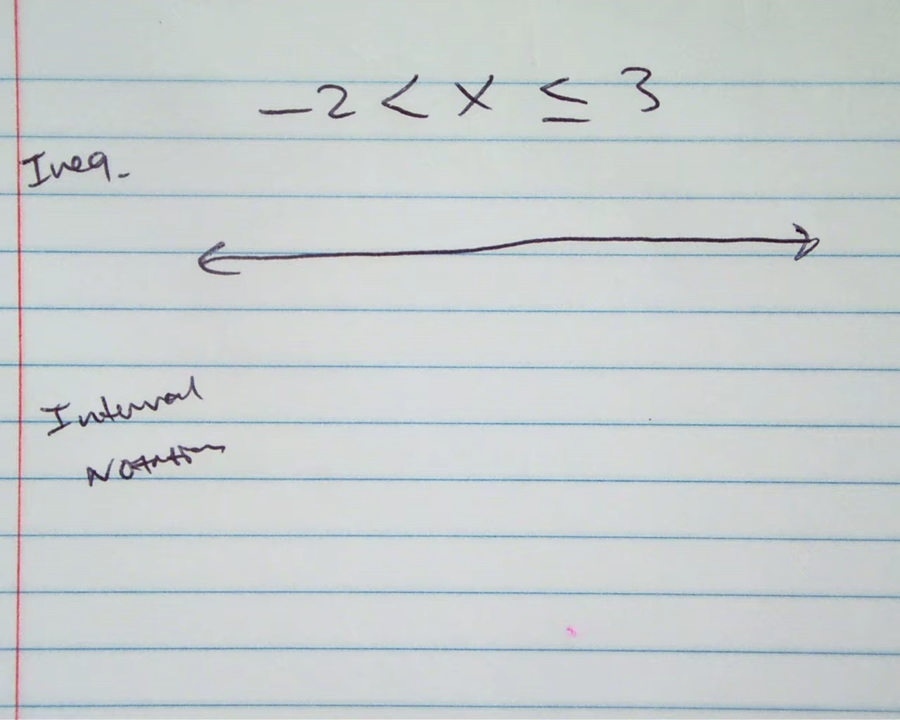 -2 < x ≤ 3
Ineq.
Interval
Notation